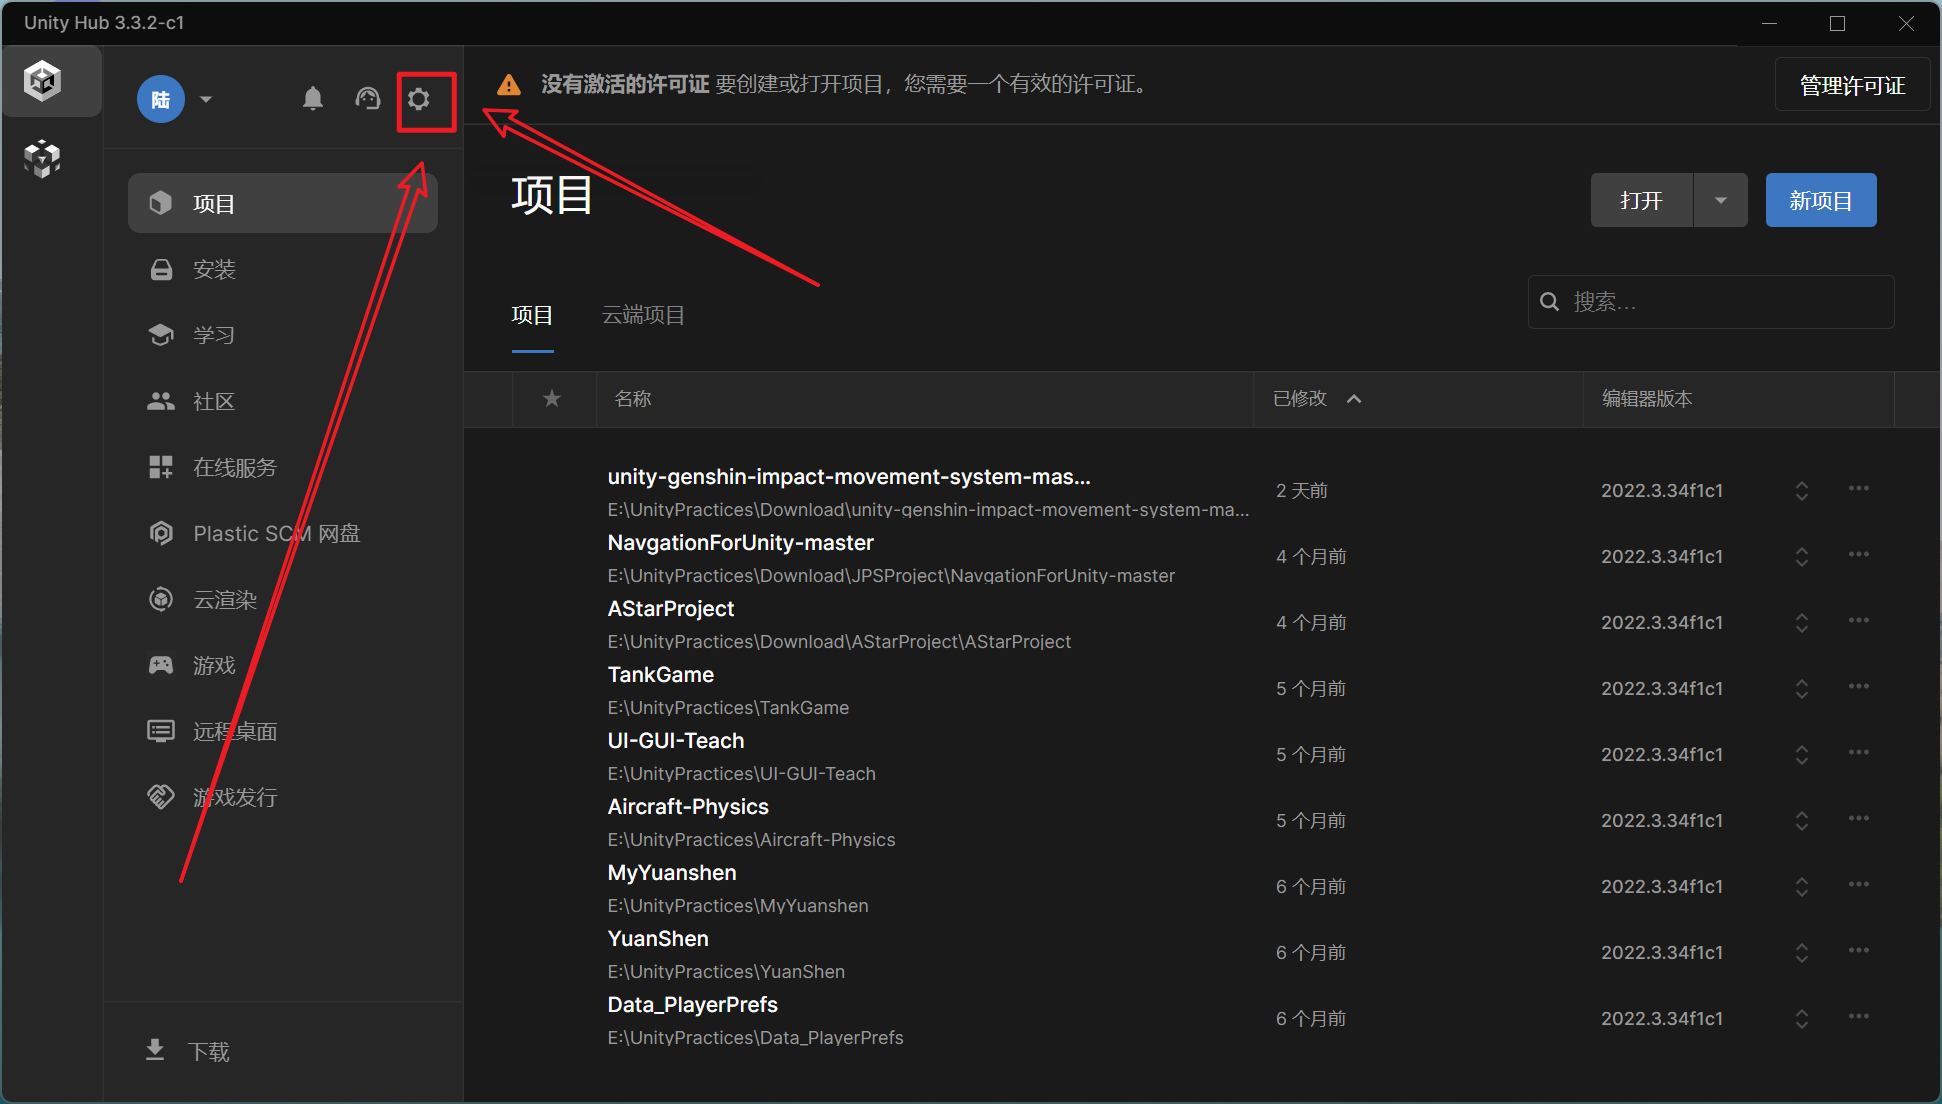 Unity Hub 3.3.2-c1
陆
没有激活的许可证 要创建或打开项目，您需要一个有效的许可证。
管理许可证
项目
安装
学习
社区
在线服务
Plastic SCM 网盘
云渲染
游戏
远程桌面
游戏发行
下载
项目
打开
新项目
项目 云端项目
搜索...
名称 已修改 编辑器版本
unity-genshin-impact-movement-system-mas... 2 天前 2022.3.34f1c1
E:\UnityPractices\Download\unity-genshin-impact-movement-system-ma...
NavgationForUnity-master 4 个月前 2022.3.34f1c1
E:\UnityPractices\Download\JPSProject\NavgationForUnity-master
AStarProject 4 个月前 2022.3.34f1c1
E:\UnityPractices\Download\AStarProject\AStarProject
TankGame 5 个月前 2022.3.34f1c1
E:\UnityPractices\TankGame
UI-GUI-Teach 5 个月前 2022.3.34f1c1
E:\UnityPractices\UI-GUI-Teach
Aircraft-Physics 5 个月前 2022.3.34f1c1
E:\UnityPractices\Aircraft-Physics
MyYuanshen 6 个月前 2022.3.34f1c1
E:\UnityPractices\MyYuanshen
YuanShen 6 个月前 2022.3.34f1c1
E:\UnityPractices\YuanShen
Data_PlayerPrefs 6 个月前 2022.3.34f1c1
E:\UnityPractices\Data_PlayerPrefs